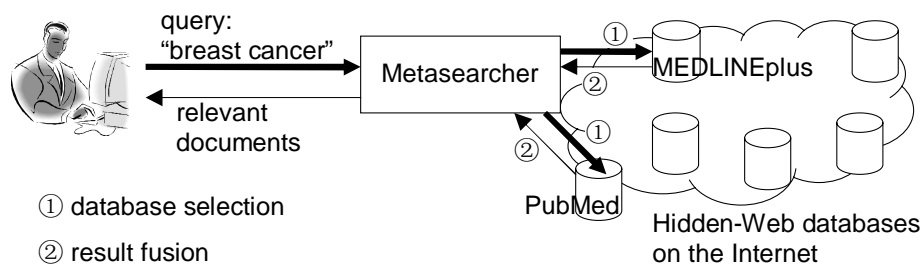 query:
“breast cancer”
Metasearcher
relevant
documents
①
②
MEDLINEplus
①
②
PubMed
Hidden-Web databases
on the Internet
① database selection
② result fusion